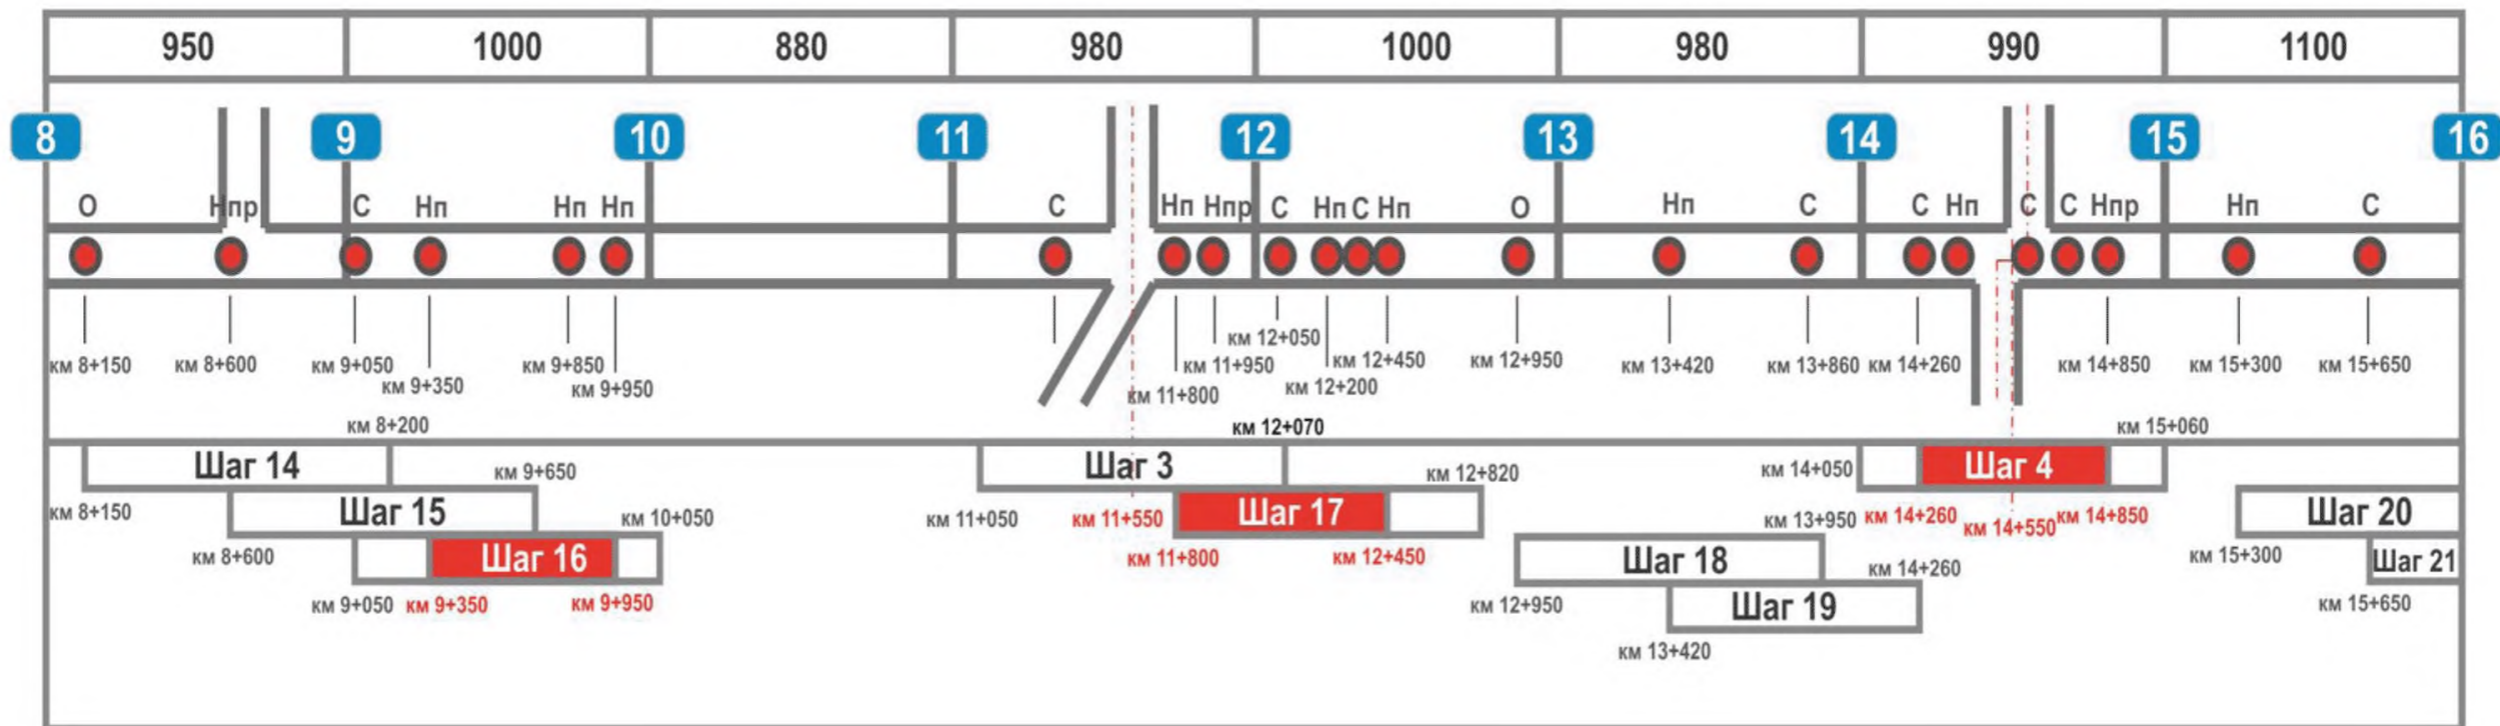 950 1000 880 980 1000 980 990 1100
8 9 10 11 12 13 14 15 16
О Нпр С Нп Нп Нп С Нп Нпр С Нп С Нп О Нп С С Нп С С Нпр Нп С
км 12+050
км 8+150 км 8+600 км 9+050 км 9+850 км 11+950 км 12+450 км 12+950 км 13+420 км 13+860 км 14+260 км 14+850 км 15+300 км 15+650
км 9+350 км 9+950 км 11+800 км 12+200
км 8+200 км 12+070 км 15+060
Шаг 14 км 9+650 Шаг 3 км 12+820 км 14+050 Шаг 4
км 8+150 Шаг 15 км 10+050 км 11+050 км 11+550 Шаг 17 км 13+950 км 14+260 км 14+550 км 14+850 Шаг 20
км 8+600 Шаг 16 км 11+800 км 12+450 Шаг 18 км 14+260 км 15+300 Шаг 21
км 9+050 км 9+350 км 9+950 км 12+950 Шаг 19 км 15+650
км 13+420